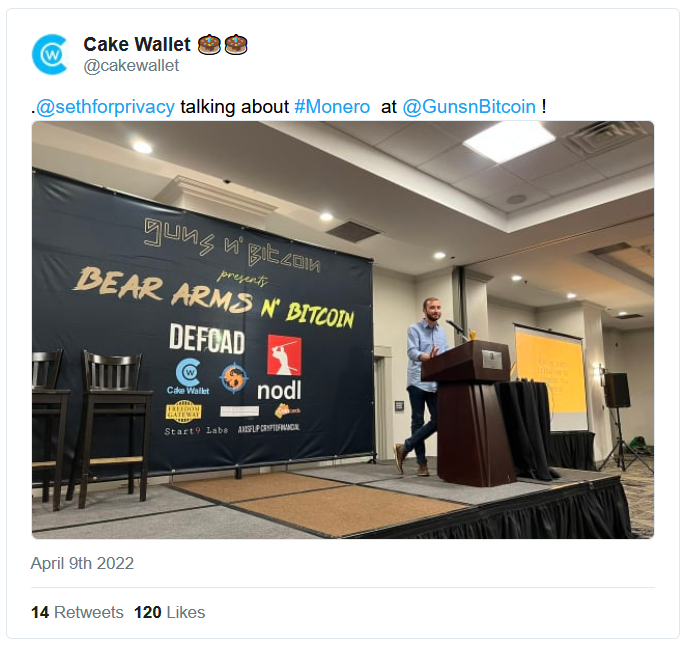 Cake Wallet
@cakewallet
.@sethforprivacy talking about #Monero at @GunsnBitcoin !
guns n' Bitcoin
presents
BEAR ARMS N' BITCOIN
DEFCAD
Cake Wallet
nodl
FREEDOM
GATEWAY
Start9 Labs AXISFLIP CRYPTOFINANCIAL
April 9th 2022
14 Retweets 120 Likes